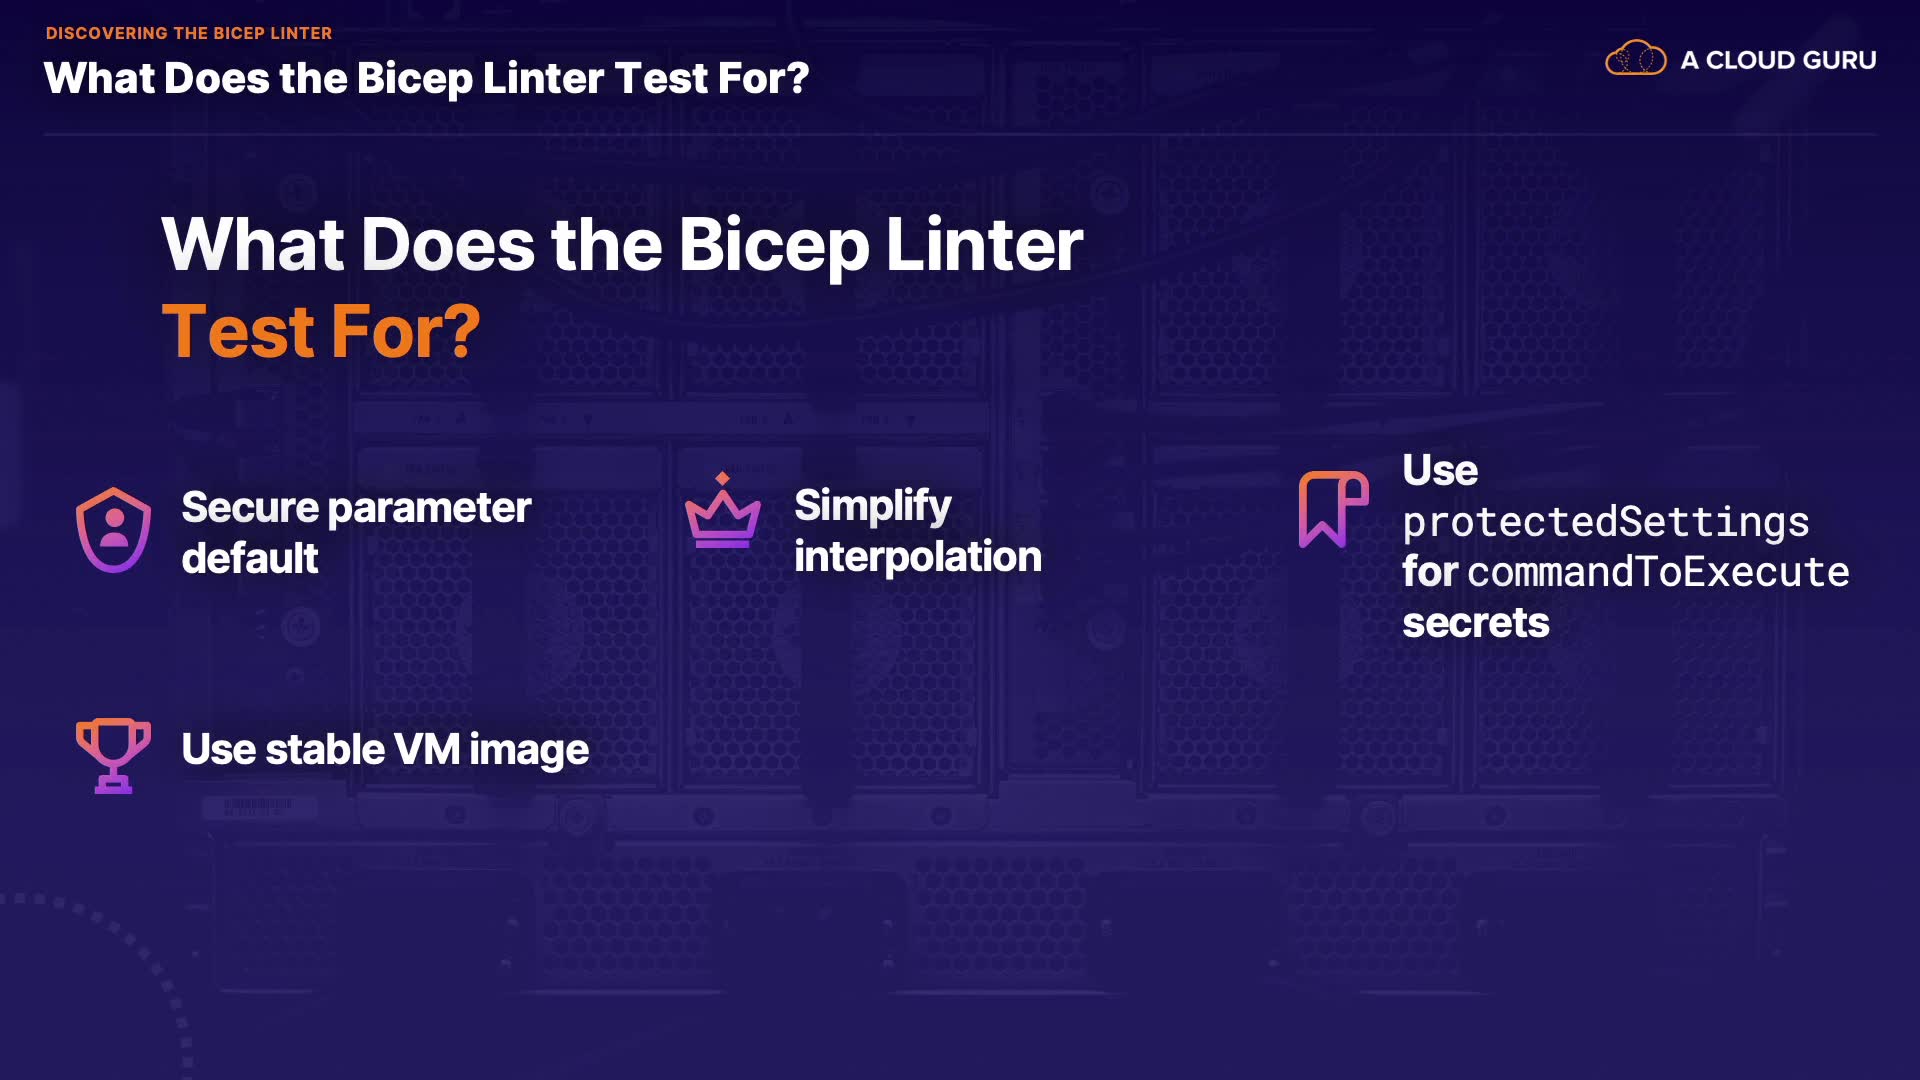 DISCOVERING THE BICEP LINTER
What Does the Bicep Linter Test For?
A CLOUD GURU
What Does the Bicep Linter
Test For?
Secure parameter
default
Simplify
interpolation
Use
protectedSettings
for commandToExecute
secrets
Use stable VM image